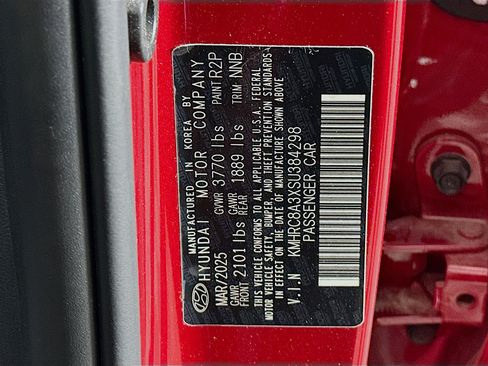 MANUFACTURED IN KOREA BY
HYUNDAI MOTOR COMPANY
MAR/2025 GVWR 3770 lbs PAINT R2P
GAWR FRONT 2101 lbs GAWR REAR 1889 lbs TRIM NNB
THIS VEHICLE CONFORMS TO ALL APPLICABLE U.S.A. FEDERAL
MOTOR VEHICLE SAFETY, BUMPER, AND THEFT PREVENTION STANDARDS
IN EFFECT ON THE DATE OF MANUFACTURE SHOWN ABOVE
V.I.N KMHRC8A3XSU384298
PASSENGER CAR